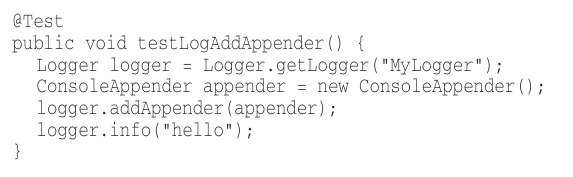 @Test
public void testLogAddAppender() {
Logger logger = Logger.getLogger("MyLogger");
ConsoleAppender appender = new ConsoleAppender();
logger.addAppender(appender);
logger.info("hello");
}